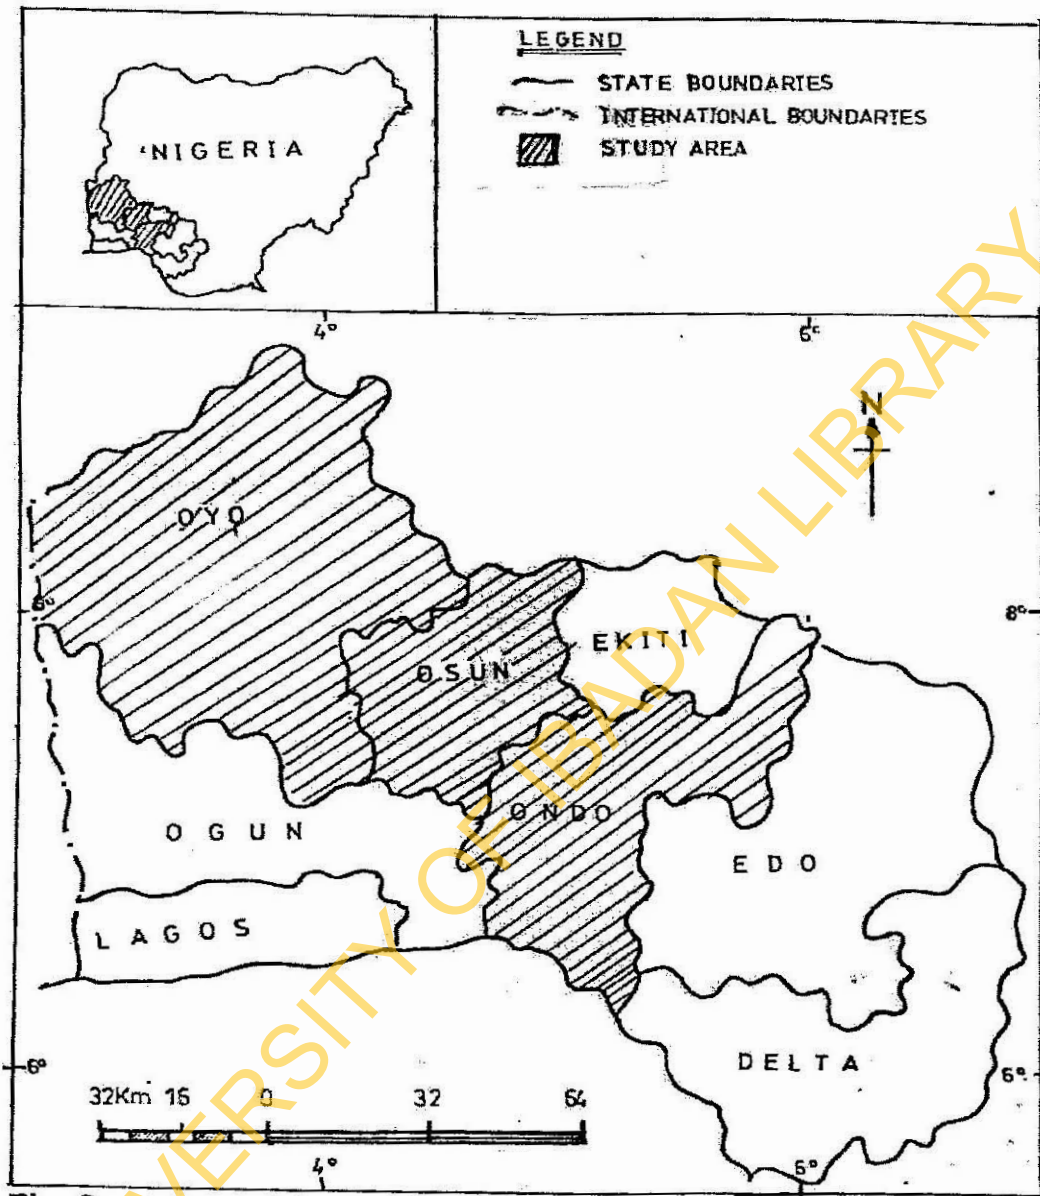 LEGEND
STATE BOUNDARIES
INTERNATIONAL BOUNDARIES
STUDY AREA
NIGERIA
4°
6°
N
OYO
8°
8°
EKITI
OSUN
ONDO
OGUN
EDO
LAGOS
DELTA
6°
6°
32Km 16 0 32 64
4°
6°
UNIVERSITY OF IBADAN LIBRARY